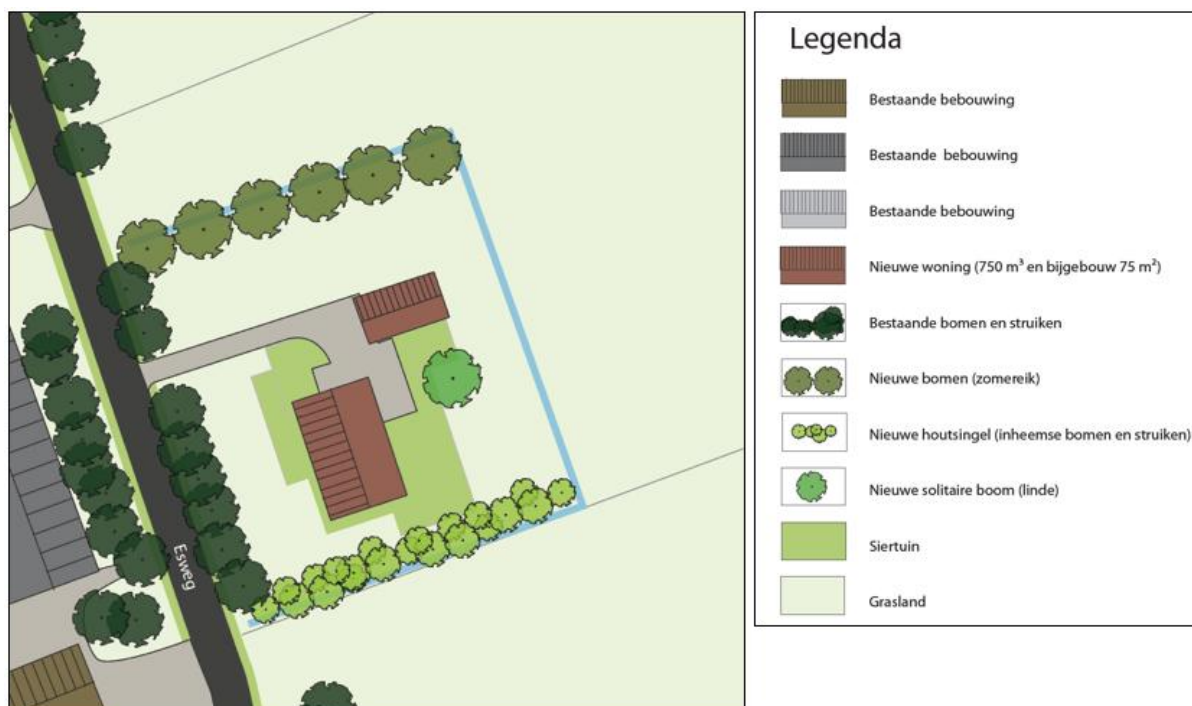 Esweg
Legenda
Bestaande bebouwing
Bestaande bebouwing
Bestaande bebouwing
Nieuwe woning (750 m³ en bijgebouw 75 m²)
Bestaande bomen en struiken
Nieuwe bomen (zomereik)
Nieuwe houtsingel (inheemse bomen en struiken)
Nieuwe solitaire boom (linde)
Siertuin
Grasland